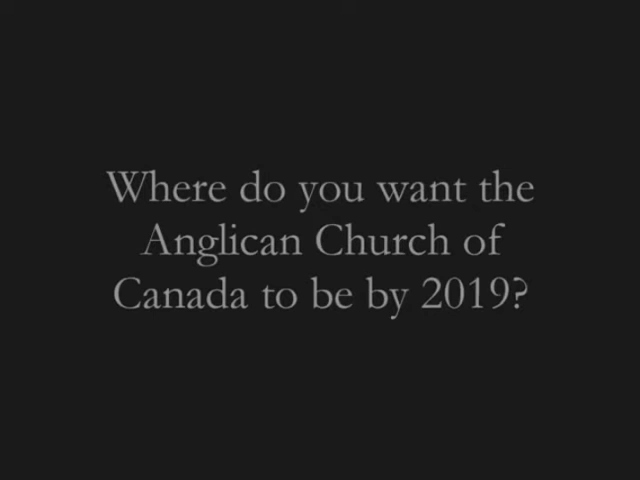 Where do you want the
Anglican Church of
Canada to be by 2019?